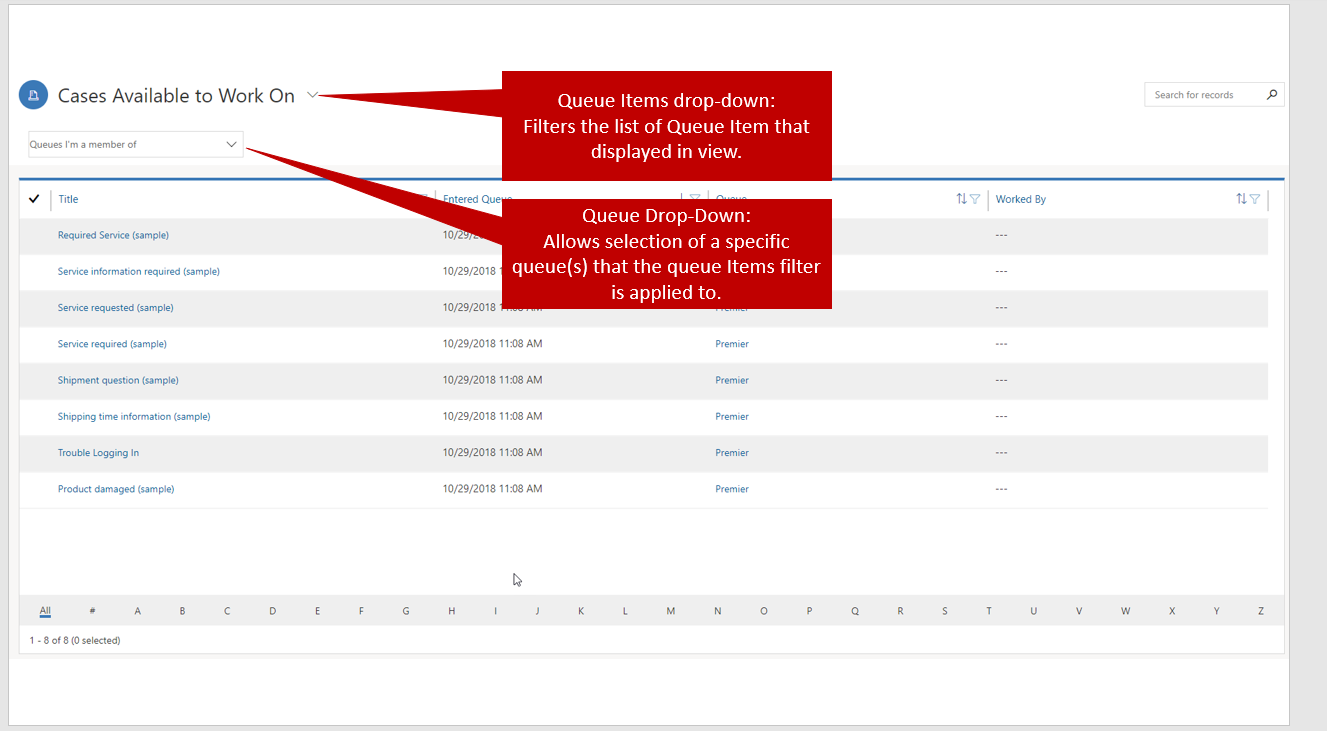 Cases Available to Work On
Search for records
Queues I'm a member of
Queue Items drop-down:
Filters the list of Queue Item that
displayed in view.
Queue Drop-Down:
Allows selection of a specific
queue(s) that the queue Items filter
is applied to.
Title Entered Queue Queue Worked By
Required Service (sample) 10/29/ ---
Service information required (sample) 10/29/2018 ---
Service requested (sample) 10/29/2018 11:08 AM Premier ---
Service required (sample) 10/29/2018 11:08 AM Premier ---
Shipment question (sample) 10/29/2018 11:08 AM Premier ---
Shipping time information (sample) 10/29/2018 11:08 AM Premier ---
Trouble Logging In 10/29/2018 11:08 AM Premier ---
Product damaged (sample) 10/29/2018 11:08 AM Premier ---
All # A B C D E F G H I J K L M N O P Q R S T U V W X Y Z
1 - 8 of 8 (0 selected)